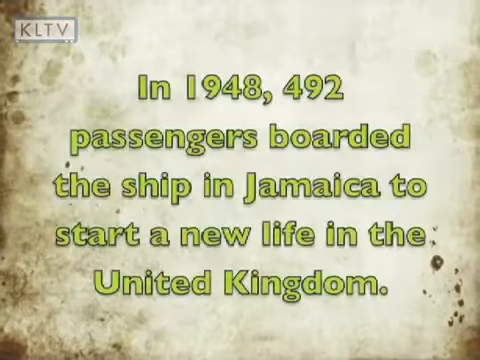 KLTV
In 1948, 492
passengers boarded
the ship in Jamaica to
start a new life in the
United Kingdom.